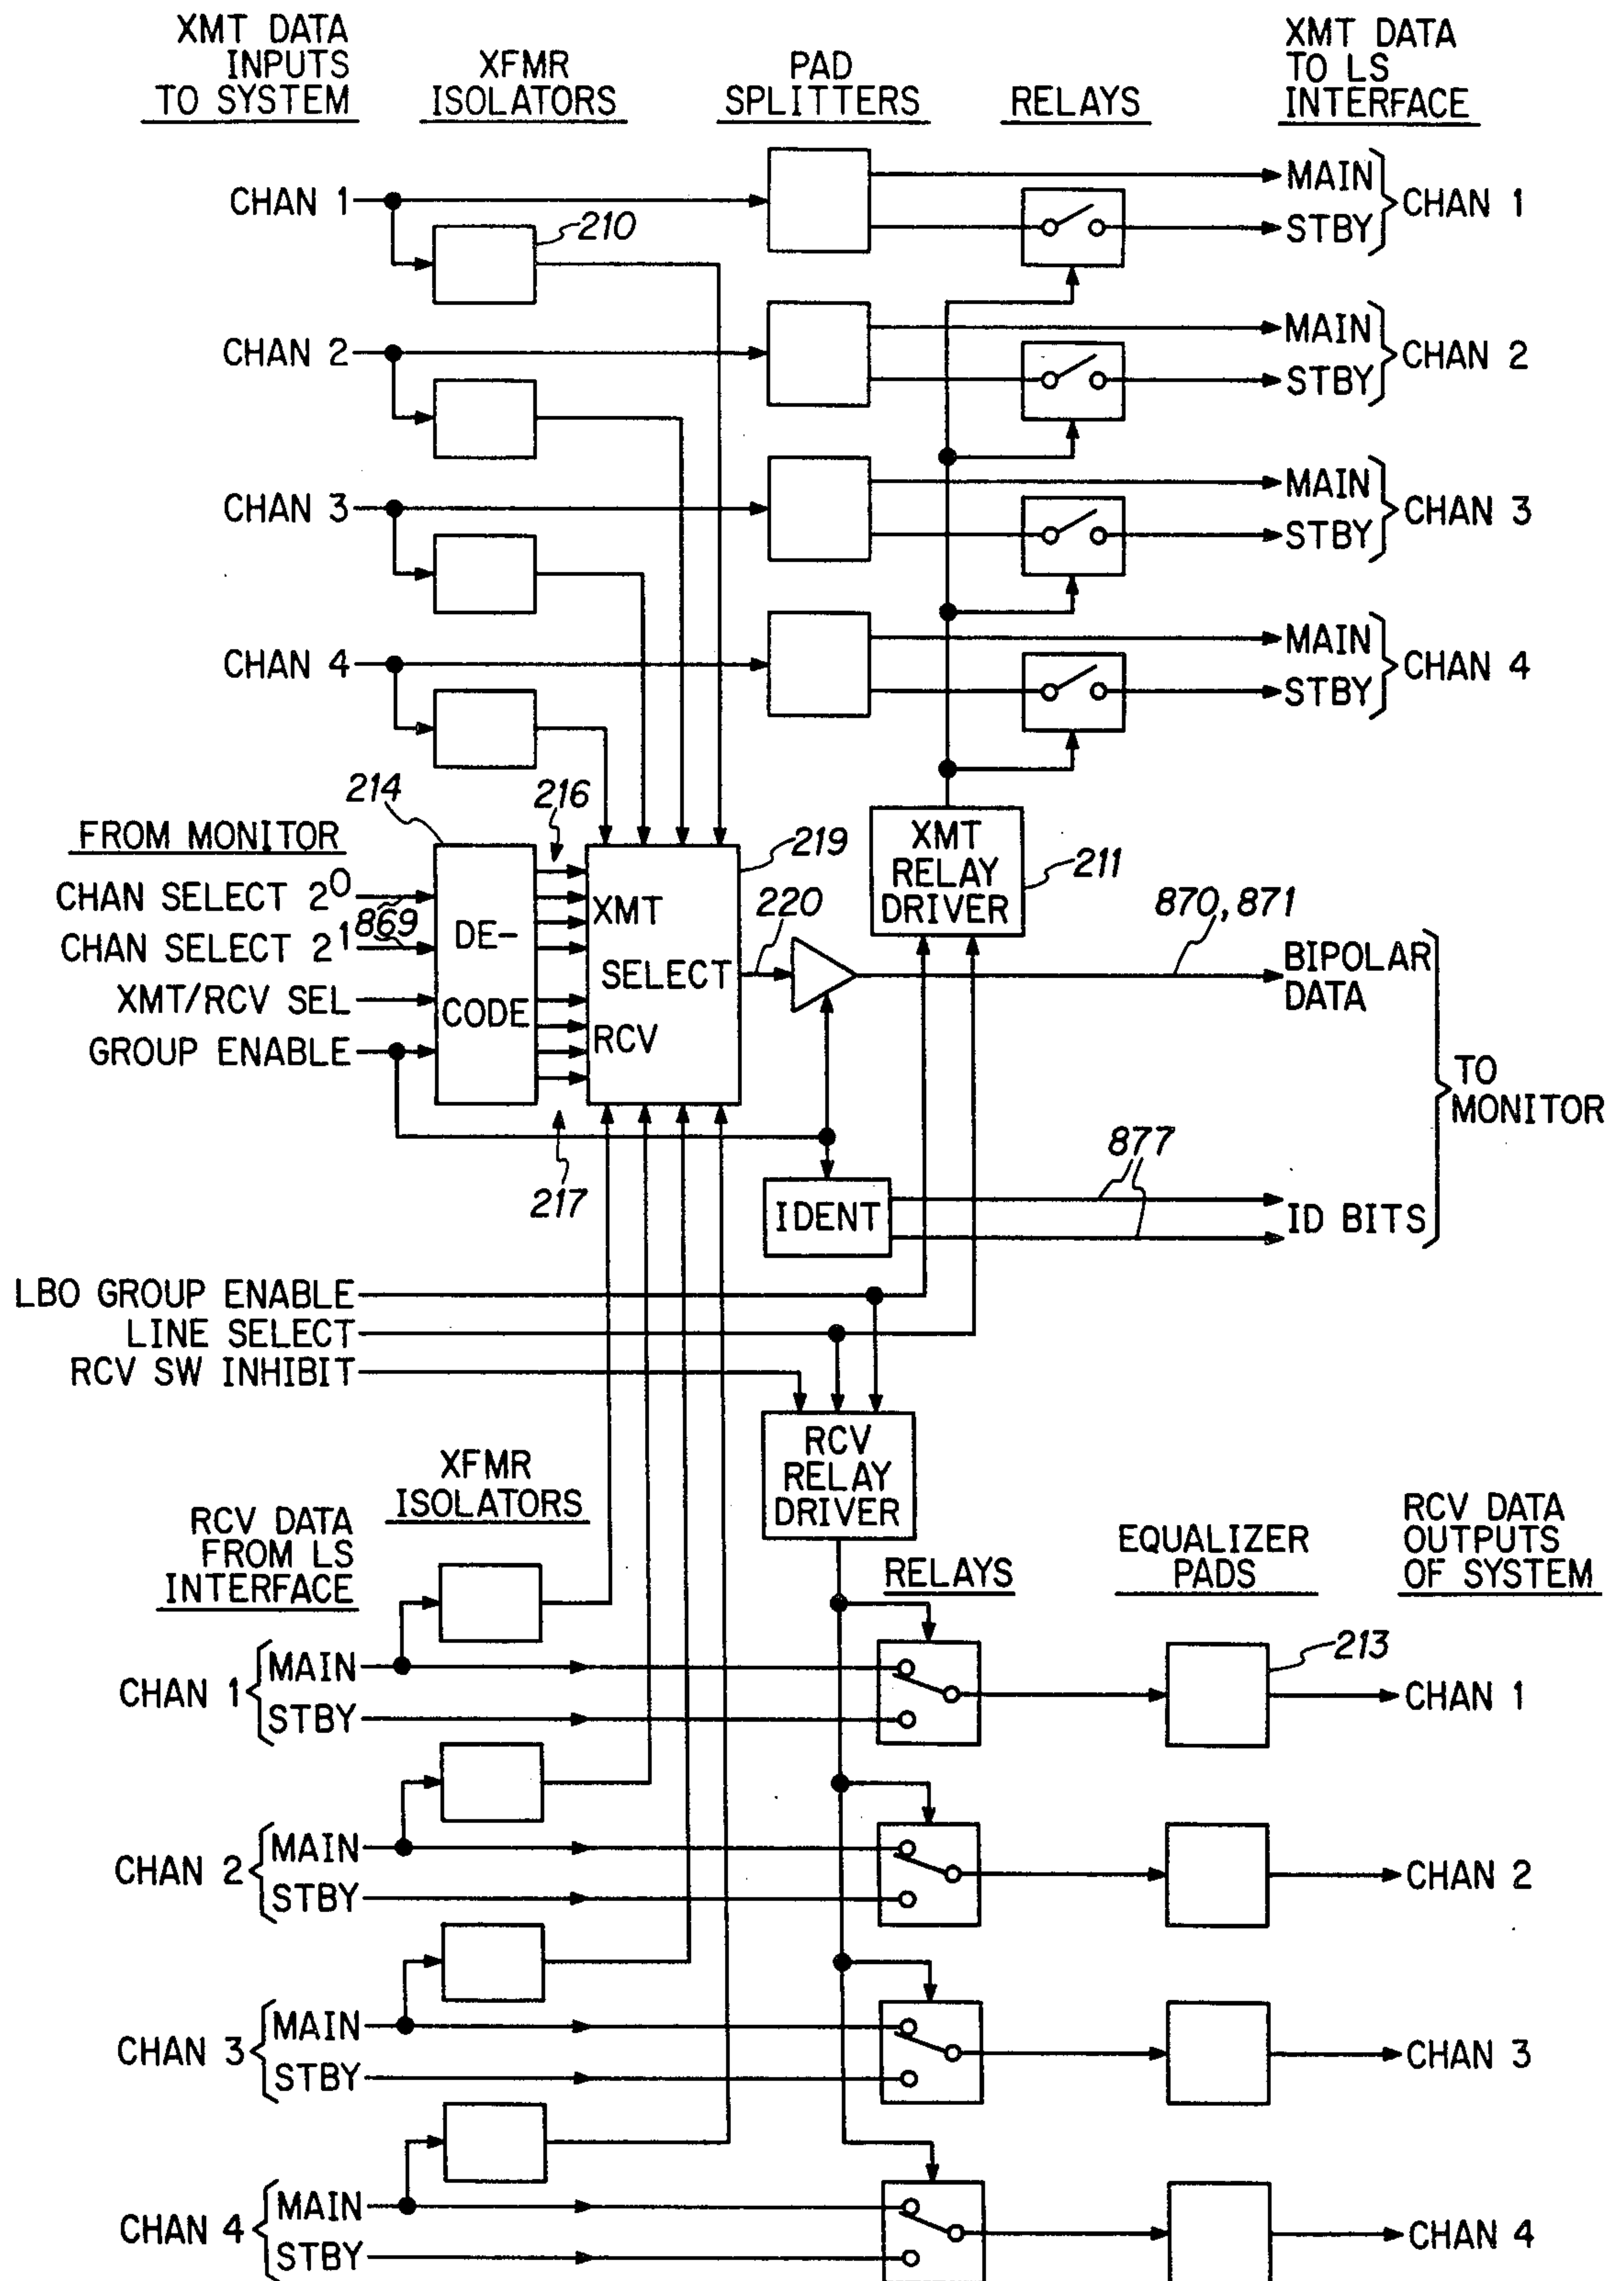 XMT DATA
INPUTS
TO SYSTEM
XFMR
ISOLATORS
PAD
SPLITTERS
RELAYS
XMT DATA
TO LS
INTERFACE
CHAN 1
210
MAIN
STBY
CHAN 1
CHAN 2
MAIN
STBY
CHAN 2
CHAN 3
MAIN
STBY
CHAN 3
CHAN 4
MAIN
STBY
CHAN 4
214
216
FROM MONITOR
CHAN SELECT 2⁰
869
CHAN SELECT 2¹
XMT/RCV SEL
GROUP ENABLE
DE-
CODE
XMT
SELECT
RCV
219
220
217
XMT
RELAY
DRIVER
211
870, 871
BIPOLAR
DATA
TO
MONITOR
877
IDENT
ID BITS
LBO GROUP ENABLE
LINE SELECT
RCV SW INHIBIT
RCV
RELAY
DRIVER
XFMR
ISOLATORS
RCV DATA
FROM LS
INTERFACE
RELAYS
EQUALIZER
PADS
RCV DATA
OUTPUTS
OF SYSTEM
213
CHAN 1
MAIN
STBY
CHAN 1
CHAN 2
MAIN
STBY
CHAN 2
CHAN 3
MAIN
STBY
CHAN 3
CHAN 4
MAIN
STBY
CHAN 4